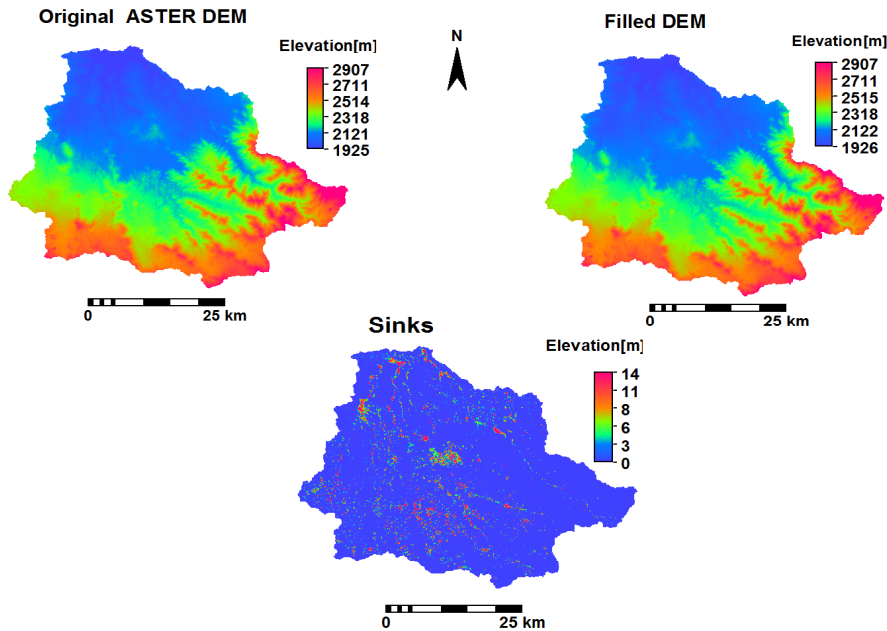 Original ASTER DEM
Elevation[m]
2907
2711
2514
2318
2121
1925
0 25 km
N
Filled DEM
Elevation[m]
2907
2711
2515
2318
2122
1926
0 25 km
Sinks
Elevation[m]
14
11
8
6
3
0
0 25 km